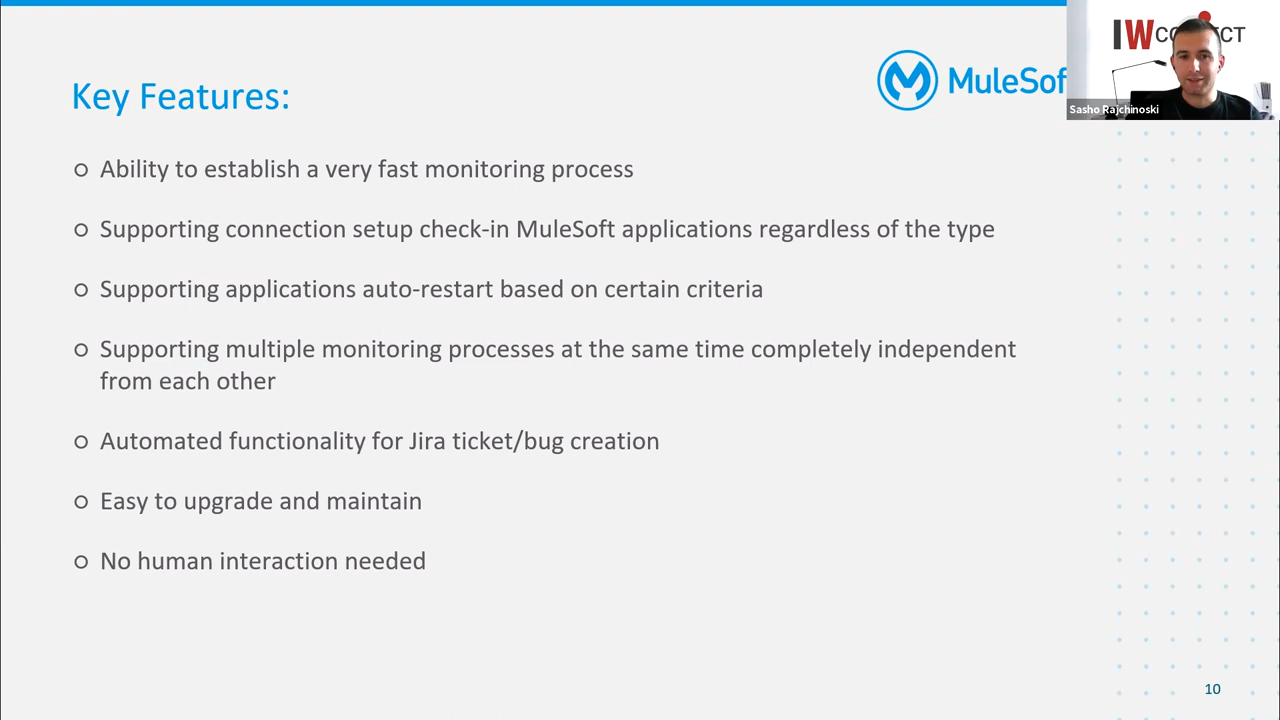 Key Features:
MuleSof
IW CONNECT
Sasho Rajchinoski
Ability to establish a very fast monitoring process
Supporting connection setup check-in MuleSoft applications regardless of the type
Supporting applications auto-restart based on certain criteria
Supporting multiple monitoring processes at the same time completely independent
from each other
Automated functionality for Jira ticket/bug creation
Easy to upgrade and maintain
No human interaction needed
10